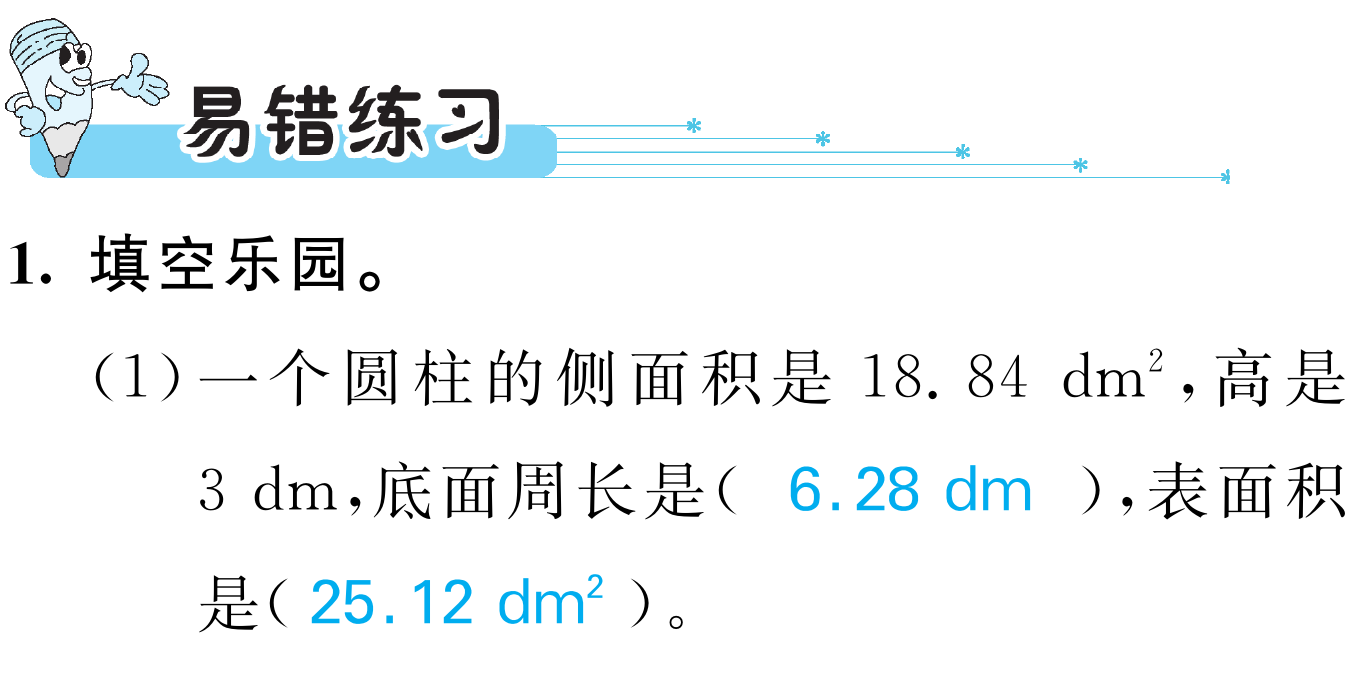 易错练习
1. 填空乐园。
(1)一个圆柱的侧面积是 18.84 dm²,高是
3 dm,底面周长是( 6.28 dm ),表面积
是( 25.12 dm² )。